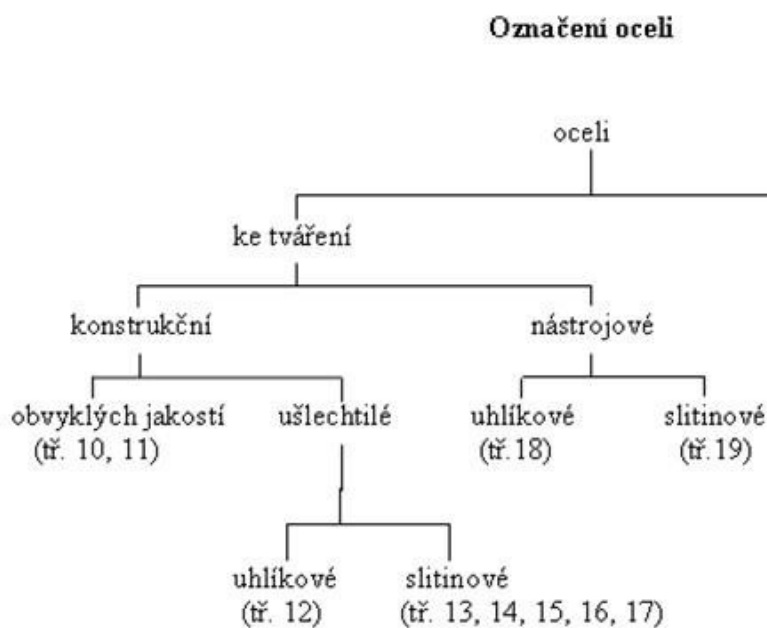 Označení oceli
oceli
ke tváření
konstrukční
nástrojové
obvyklých jakostí
(tř. 10, 11)
ušlechtilé
uhlíkové
(tř.18)
slitinové
(tř.19)
uhlíkové
(tř. 12)
slitinové
(tř. 13, 14, 15, 16, 17)